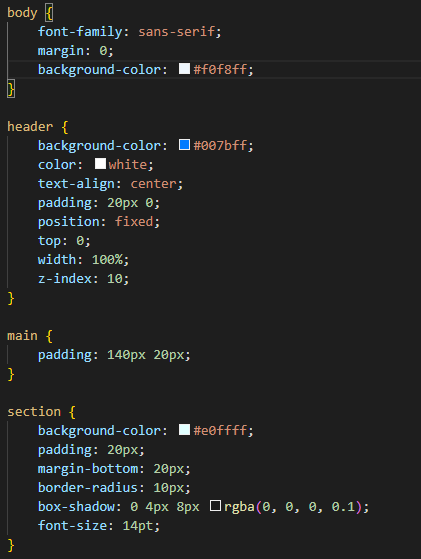 body {
    font-family: sans-serif;
    margin: 0;
    background-color: #f0f8ff;
}

header {
    background-color: #007bff;
    color: white;
    text-align: center;
    padding: 20px 0;
    position: fixed;
    top: 0;
    width: 100%;
    z-index: 10;
}

main {
    padding: 140px 20px;
}

section {
    background-color: #e0ffff;
    padding: 20px;
    margin-bottom: 20px;
    border-radius: 10px;
    box-shadow: 0 4px 8px rgba(0, 0, 0, 0.1);
    font-size: 14pt;
}